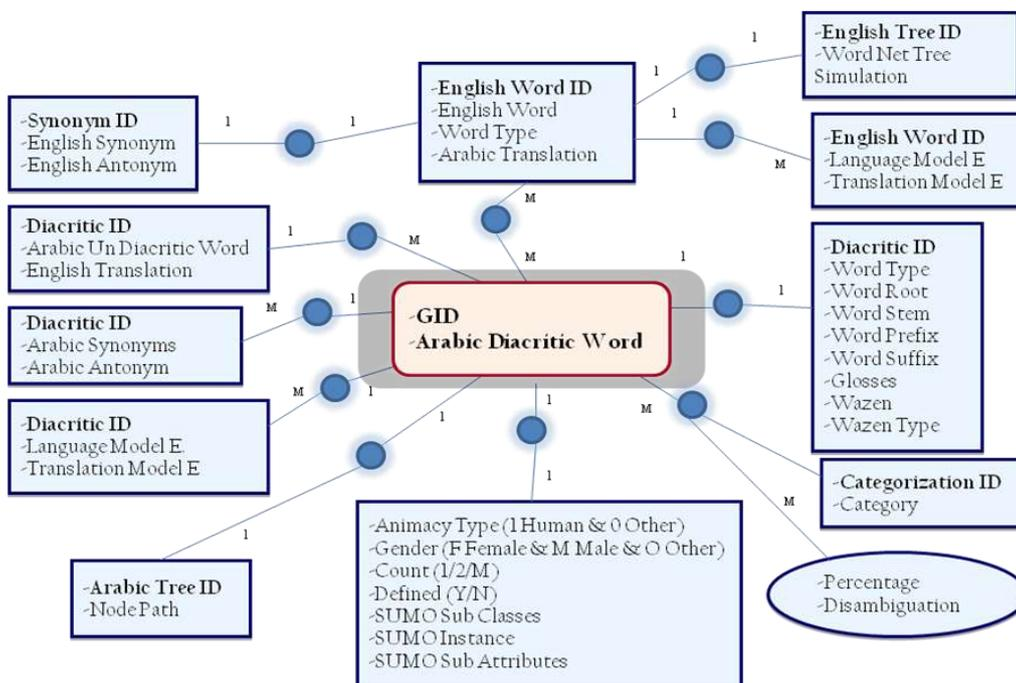 -English Tree ID
-Word Net Tree
Simulation
1
1
-English Word ID
-English Word
-Word Type
-Arabic Translation
-Synonym ID
-English Synonym
-English Antonym
1
1
1
M
-English Word ID
-Language Model E
-Translation Model E
M
M
-Diacritic ID
-Arabic Un Diacritic Word
-English Translation
1
M
-Diacritic ID
-Word Type
-Word Root
-Word Stem
-Word Prefix
-Word Suffix
-Glosses
-Wazen
-Wazen Type
1
1
-GID
-Arabic Diacritic Word
-Diacritic ID
-Arabic Synonyms
-Arabic Antonym
M
1
-Diacritic ID
-Language Model E.
-Translation Model E
M
1
1
1
-Arabic Tree ID
-Node Path
1
1
-Animacy Type (1 Human & 0 Other)
-Gender (F Female & M Male & O Other)
-Count (1/2/M)
-Defined (Y/N)
-SUMO Sub Classes
-SUMO Instance
-SUMO Sub Attributes
M
M
-Categorization ID
-Category
-Percentage
-Disambiguation